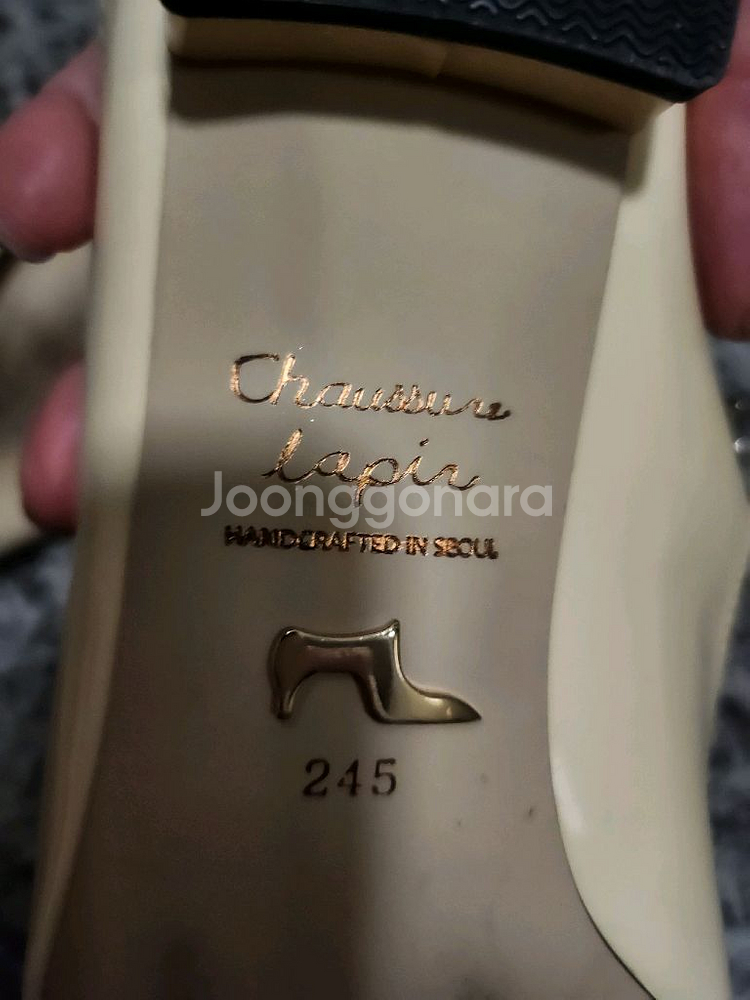 Chaussure
Lapin
Joonggonara
HANDCRAFTED IN SEOUL
245